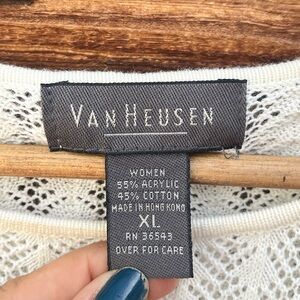 VAN HEUSEN
WOMEN
55% ACRYLIC
45% COTTON
MADE IN HONG KONG
XL
RN 36543
OVER FOR CARE